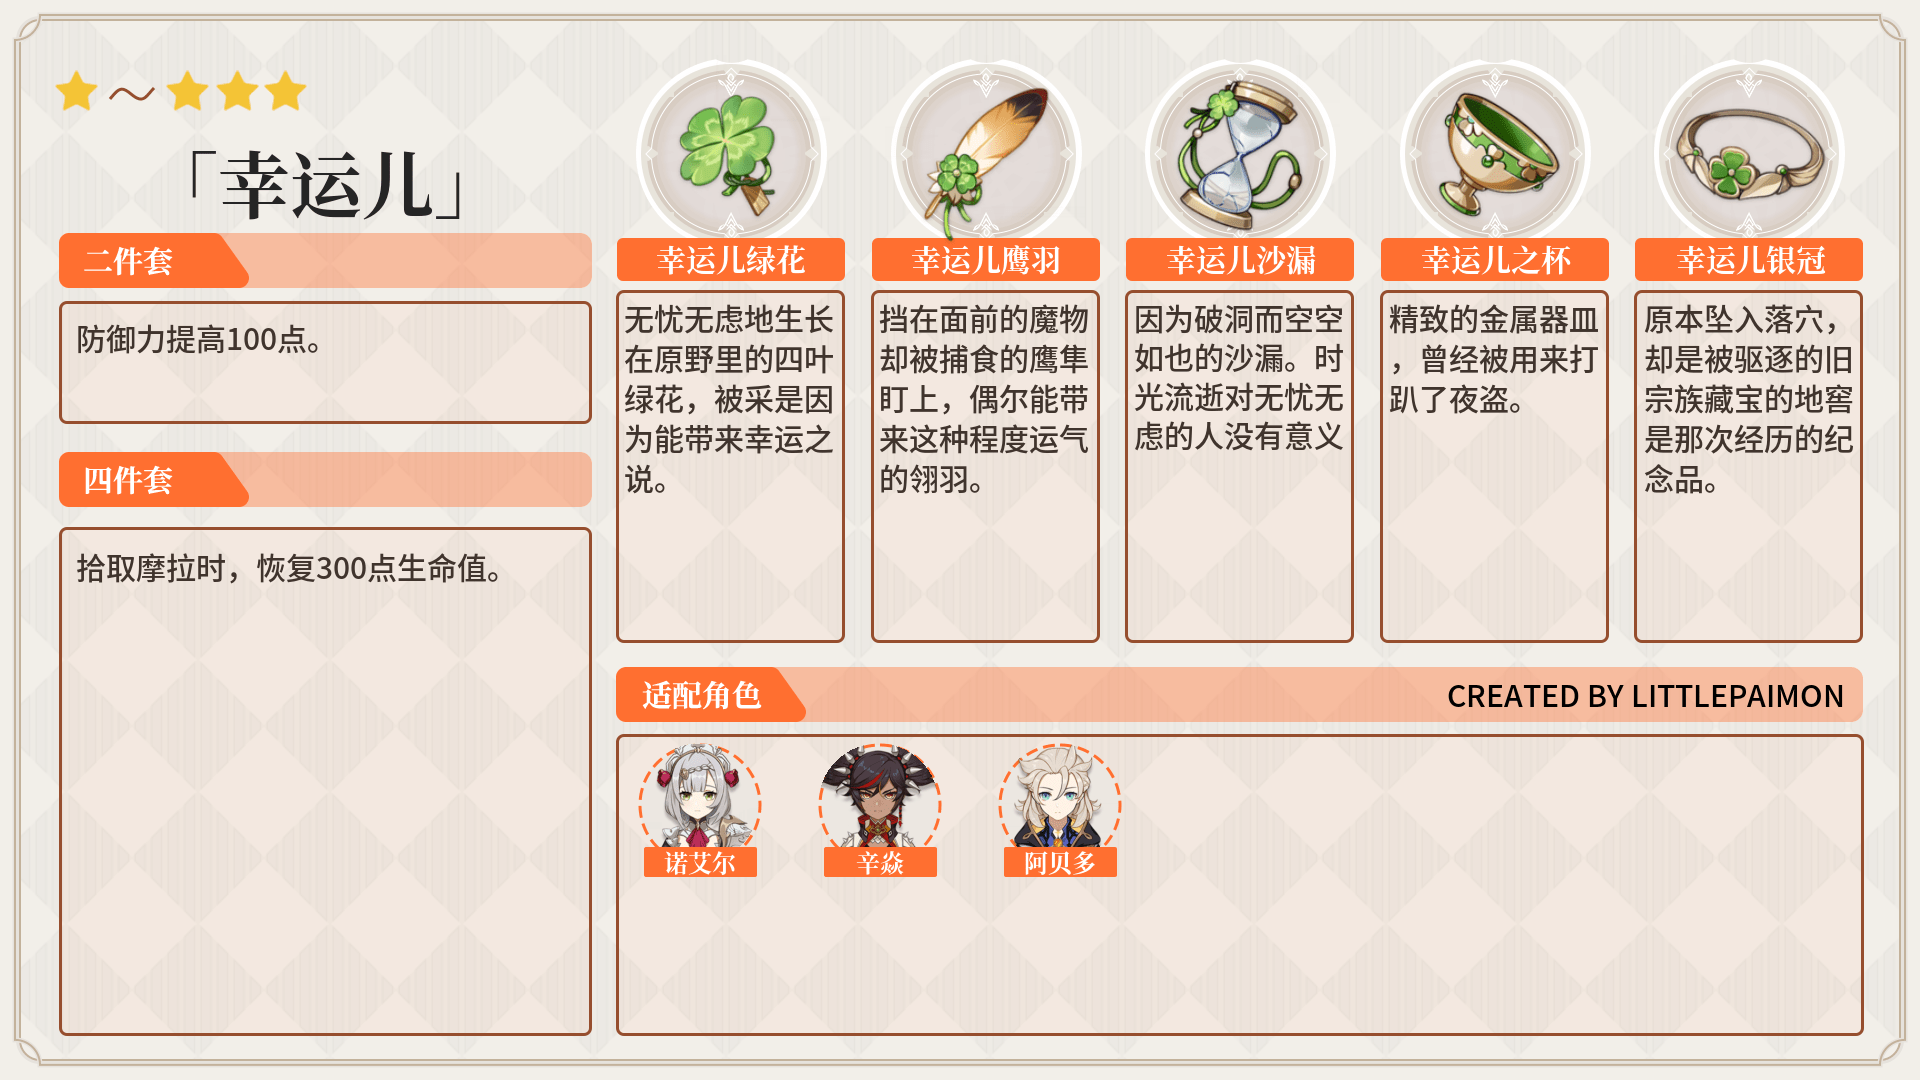 「幸运儿」
二件套
防御力提高100点。
四件套
拾取摩拉时，恢复300点生命值。
幸运儿绿花
无忧无虑地生长
在原野里的四叶
绿花，被采是因
为能带来幸运之
说。
幸运儿鹰羽
挡在面前的魔物
却被捕食的鹰隼
盯上，偶尔能带
来这种程度运气
的翎羽。
幸运儿沙漏
因为破洞而空空
如也的沙漏。时
光流逝对无忧无
虑的人没有意义
幸运儿之杯
精致的金属器皿
，曾经被用来打
趴了夜盗。
幸运儿银冠
原本坠入落穴，
却是被驱逐的旧
宗族藏宝的地窖
是那次经历的纪
念品。
适配角色
CREATED BY LITTLEPAIMON
诺艾尔
辛焱
阿贝多